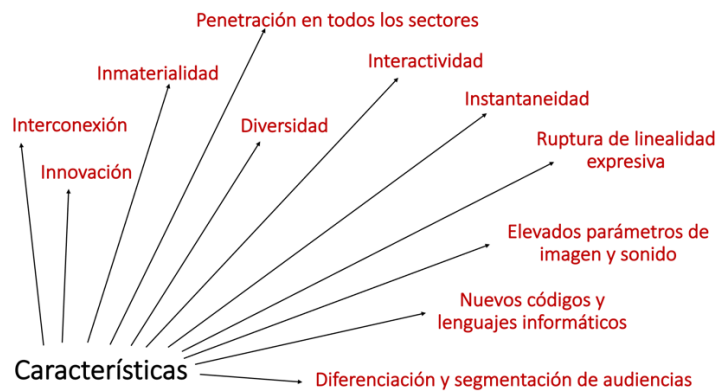 Penetración en todos los sectores
Interactividad
Inmaterialidad
Instantaneidad
Interconexión
Diversidad
Ruptura de linealidad
expresiva
Innovación
Elevados parámetros de
imagen y sonido
Nuevos códigos y
lenguajes informáticos
Características
Diferenciación y segmentación de audiencias